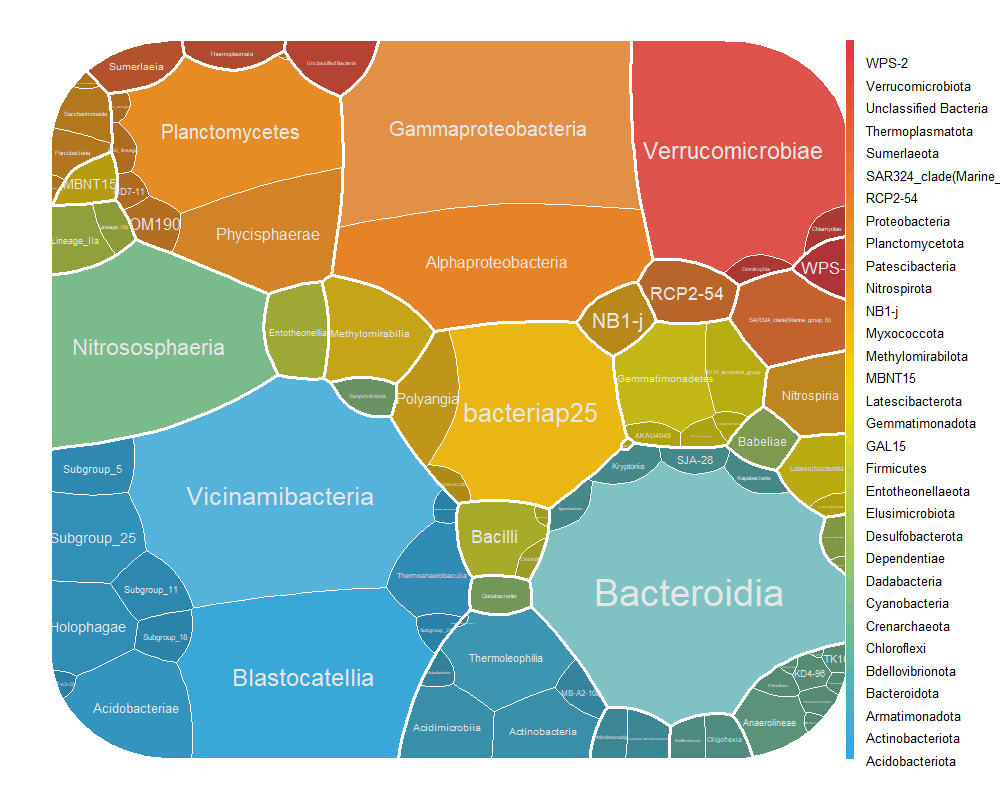 Sumerlaeia
Thermoplasmata
Unclassified Bacteria
Planctomycetes
Gammaproteobacteria
Verrucomicrobiae
Saccharimonadia
Parcubacteria
MBNT15
OM190
Phycisphaerae
Alphaproteobacteria
Chlamydiae
Omnitrophia
WPS-
Lineage_IIa
Lineage_IIb
RCP2-54
NB1-j
SAR324_clade(Marine_group_B)
Nitrososphaeria
Entotheonellia
Methylomirabilia
Vampirivibrionia
Polyangia
bacteriap25
Gemmatimonadetes
Nitrospiria
AKAU4049
Babeliae
Subgroup_5
Vicinamibacteria
Kryptonia
SJA-28
Kapabacteria
Latescibacterota
Subgroup_25
Bacilli
Thermoanaerobaculia
Subgroup_11
Dadabacteriia
Bacteroidia
Holophagae
Subgroup_18
Blastocatellia
Thermoleophilia
KD4-96
MB-A2-10
Acidobacteriae
Acidimicrobiia
Actinobacteria
Oligoflexia
Anaerolineae
WPS-2
Verrucomicrobiota
Unclassified Bacteria
Thermoplasmatota
Sumerlaeota
SAR324_clade(Marine_
RCP2-54
Proteobacteria
Planctomycetota
Patescibacteria
Nitrospirota
NB1-j
Myxococcota
Methylomirabilota
MBNT15
Latescibacterota
Gemmatimonadota
GAL15
Firmicutes
Entotheonellaeota
Elusimicrobiota
Desulfobacterota
Dependentiae
Dadabacteria
Cyanobacteria
Crenarchaeota
Chloroflexi
Bdellovibrionota
Bacteroidota
Armatimonadota
Actinobacteriota
Acidobacteriota